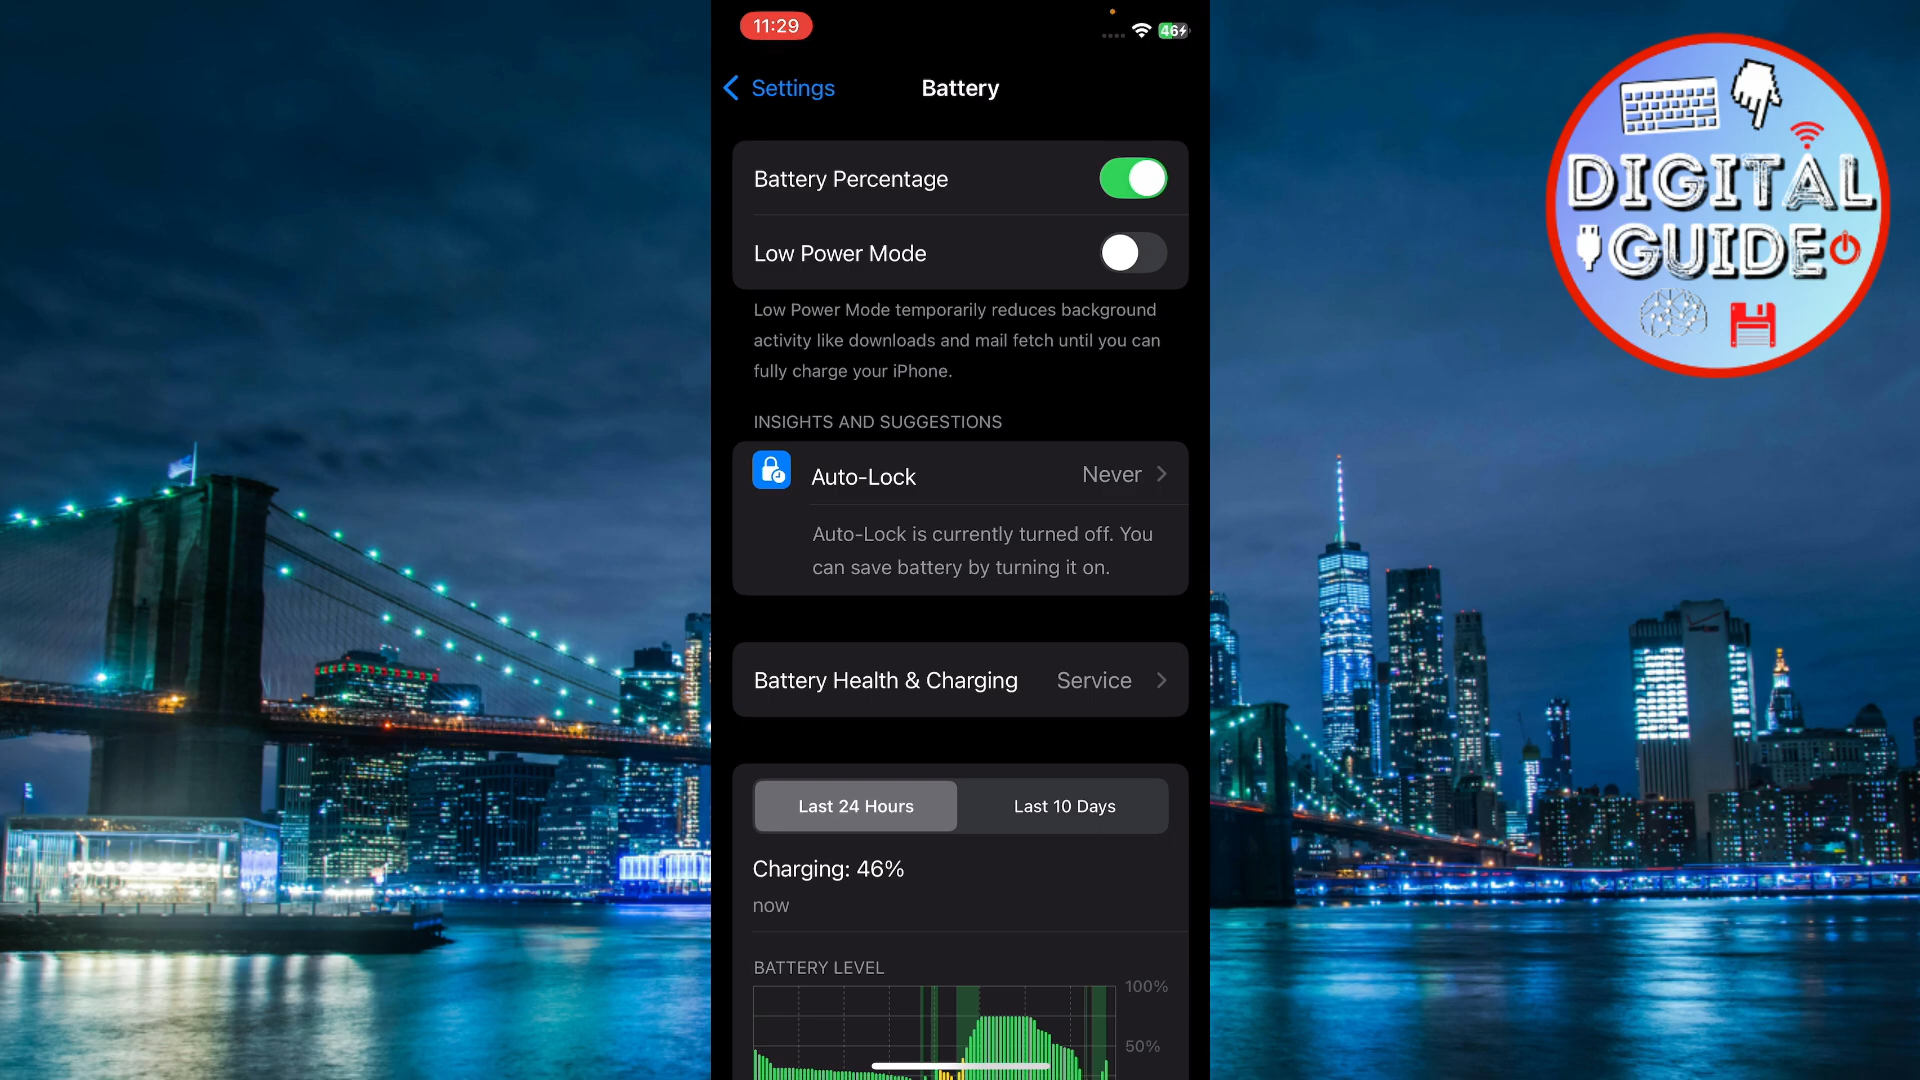 11:29
46
Settings
Battery
Battery Percentage
Low Power Mode
Low Power Mode temporarily reduces background
activity like downloads and mail fetch until you can
fully charge your iPhone.
INSIGHTS AND SUGGESTIONS
Auto-Lock
Never
Auto-Lock is currently turned off. You
can save battery by turning it on.
Battery Health & Charging
Service
Last 24 Hours
Last 10 Days
Charging: 46%
now
BATTERY LEVEL
100%
50%
DIGITAL
GUIDE